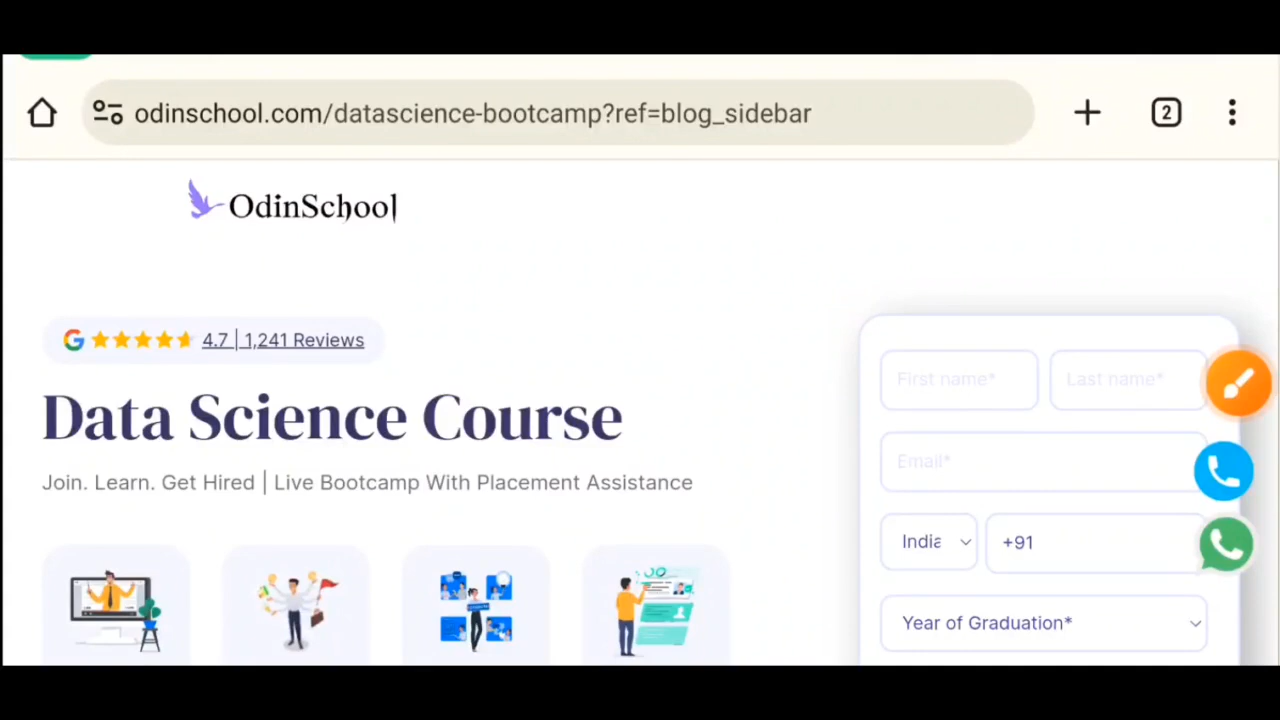 odinschool.com/datascience-bootcamp?ref=blog_sidebar
2
OdinSchool
4.7 | 1,241 Reviews
Data Science Course
Join. Learn. Get Hired | Live Bootcamp With Placement Assistance
First name*
Last name*
Email*
India
+91
Year of Graduation*